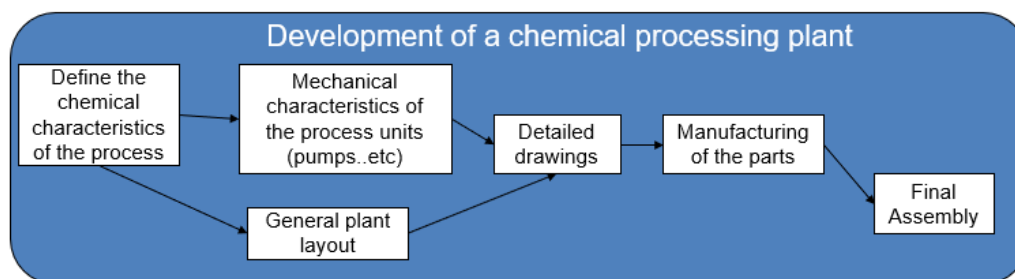 Development of a chemical processing plant
Define the
chemical
characteristics
of the process
Mechanical
characteristics of
the process units
(pumps..etc)
General plant
layout
Detailed
drawings
Manufacturing
of the parts
Final
Assembly